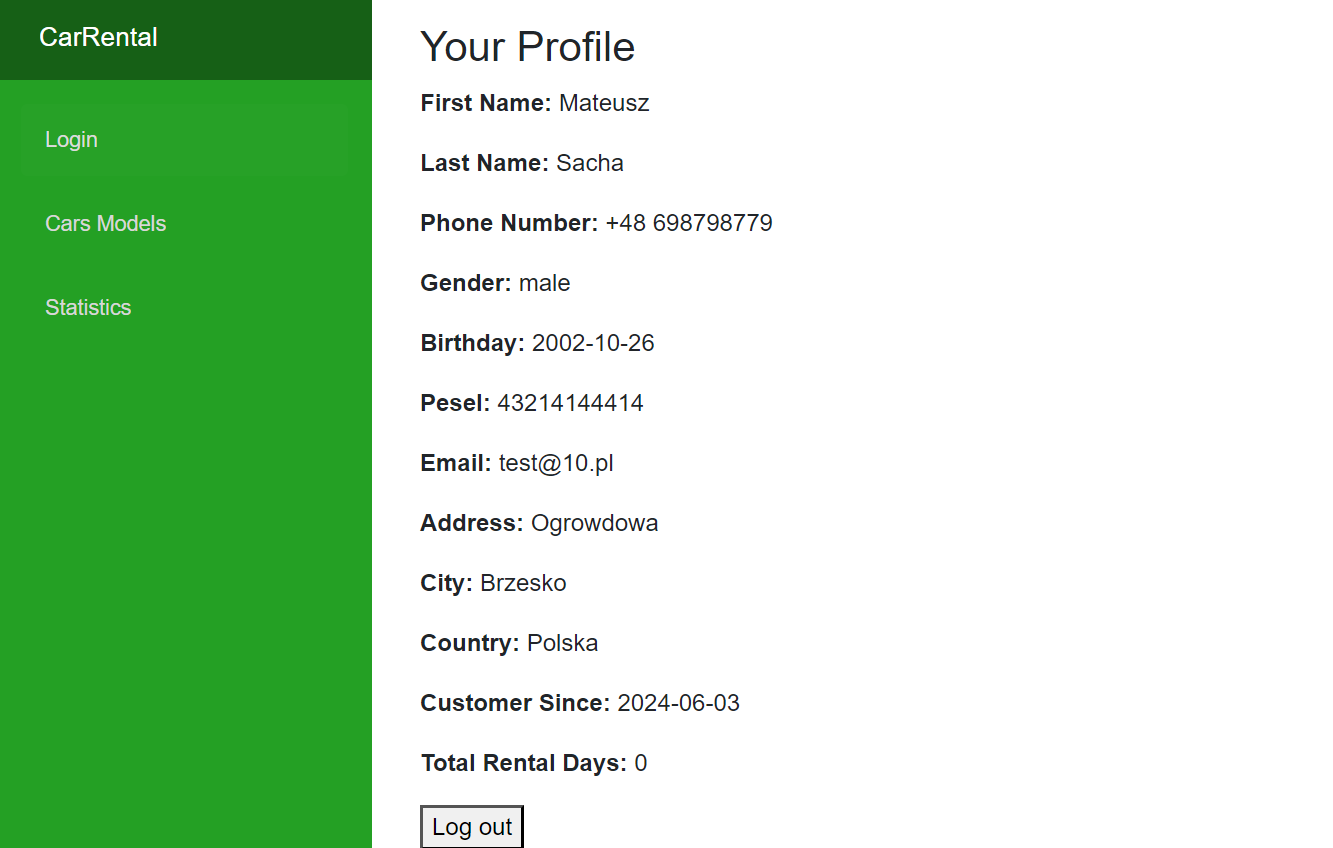 CarRental
Login
Cars Models
Statistics
Your Profile
First Name: Mateusz
Last Name: Sacha
Phone Number: +48 698798779
Gender: male
Birthday: 2002-10-26
Pesel: 43214144414
Email: test@10.pl
Address: Ogrowdowa
City: Brzesko
Country: Polska
Customer Since: 2024-06-03
Total Rental Days: 0
Log out